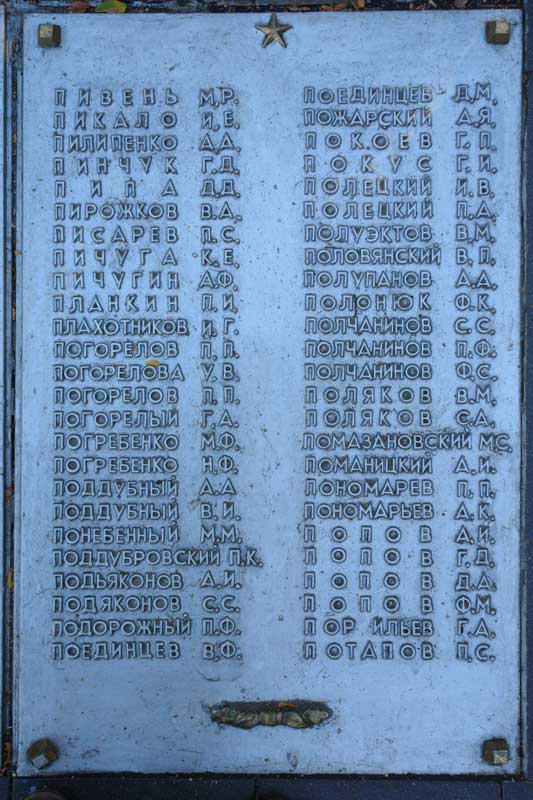 ПИВЕНЬ М.Р.
ПИКАЛО И.Е.
ПИЛИПЕНКО А.А.
ПИНЧУК Г.Д.
ПИПА Д.Д.
ПИРОЖКОВ В.А.
ПИСАРЕВ П.С.
ПИЧУГА К.Е.
ПИЧУГИН А.Ф.
ПЛАНКИН П.И.
ПЛАХОТНИКОВ И.Г.
ПОГОРЕЛОВ П.П.
ПОГОРЕЛОВА У.В.
ПОГОРЕЛОВ П.П.
ПОГОРЕЛЫЙ Г.А.
ПОГРЕБЕНКО М.Ф.
ПОГРЕБЕНКО Н.Ф.
ПОДДУБНЫЙ А.А
ПОДДУБНЫЙ В.И.
ПОНЕБЕННЫЙ М.М.
ПОДДУБРОВСКИЙ П.К.
ПОДЬЯКОНОВ А.И.
ПОДЯКОНОВ С.С.
ПОДОРОЖНЫЙ П.Ф.
ПОЕДИНЦЕВ В.Ф.
ПОЕДИНЦЕВ Д.М.
ПОЖАРСКИЙ А.Я.
ПОКОЕВ Г.П.
ПОКУС Г.И.
ПОЛЕЦКИЙ И.В.
ПОЛЕЦКИЙ П.А.
ПОЛУЭКТОВ В.М.
ПОЛОВЯНСКИЙ В.П.
ПОЛУПАНОВ А.А.
ПОЛОНЮК Ф.К.
ПОЛЧАНИНОВ С.С.
ПОЛЧАНИНОВ П.Ф.
ПОЛЧАНИНОВ Ф.С.
ПОЛЯКОВ В.М.
ПОЛЯКОВ С.А.
ПОМАЗАНОВСКИЙ М.С.
ПОМАНИЦКИЙ А.И.
ПОНОМАРЕВ П.П.
ПОНОМАРЬЕВ А.К.
ПОПОВ А.Й.
ПОПОВ Г.Д.
ПОПОВ Д.А.
ПОПОВ Ф.М.
ПОР ИЛЬЕВ Г.А.
ПОТАПОВ П.С.